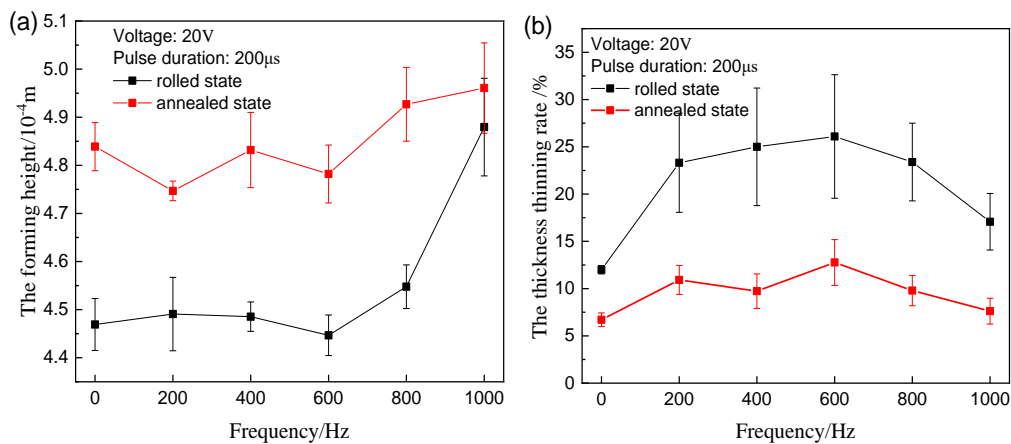 (a)
Voltage: 20V
Pulse duration: 200μs
rolled state
annealed state
The forming height/10⁻⁴m
5.1
5.0
4.9
4.8
4.7
4.6
4.5
4.4
0 200 400 600 800 1000
Frequency/Hz
(b)
Voltage: 20V
Pulse duration: 200μs
rolled state
annealed state
The thickness thinning rate /%
35
30
25
20
15
10
5
0
0 200 400 600 800 1000
Frequency/Hz